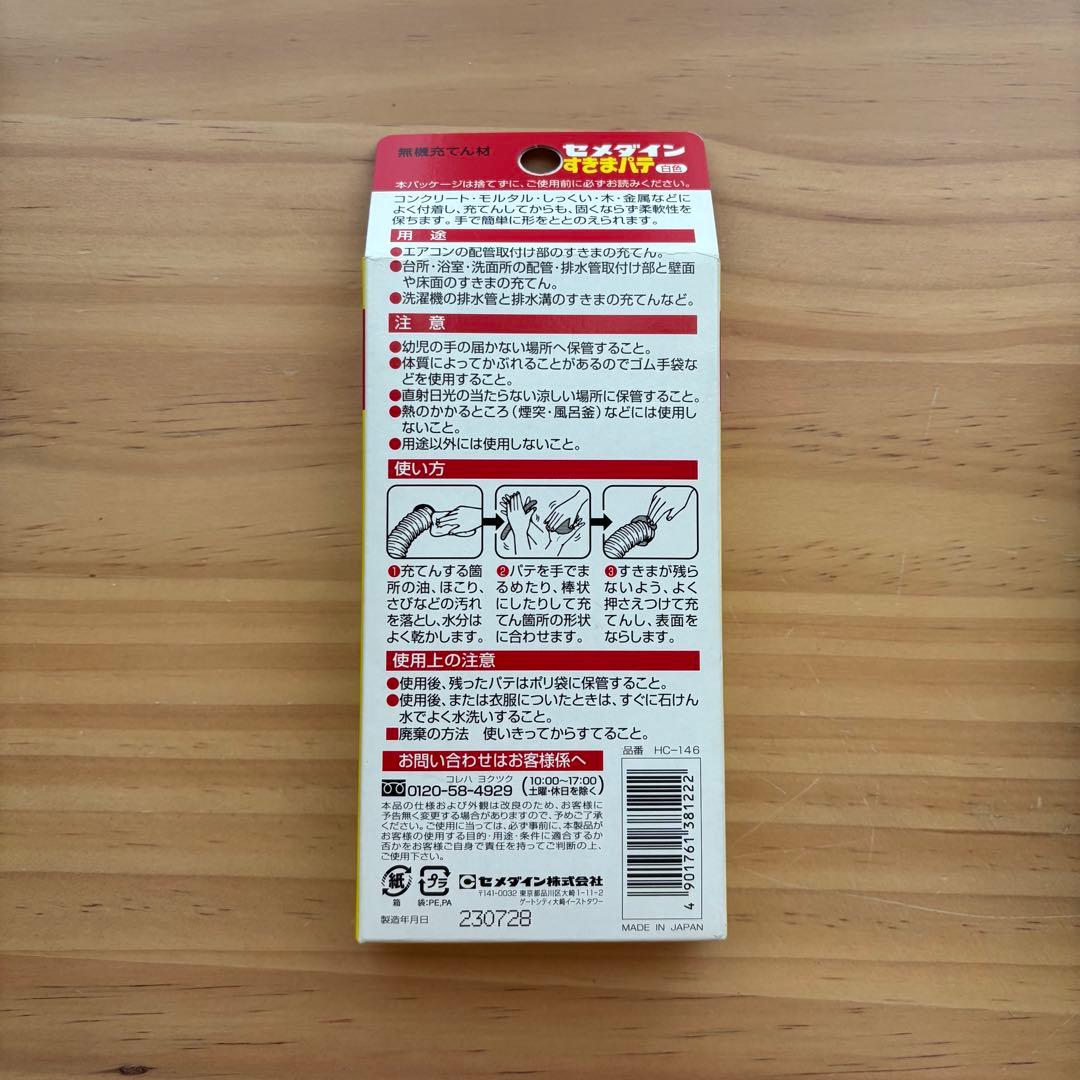 無機充てん材
セメダイン
すきまパテ 白色
本パッケージは捨てずに、ご使用前に必ずお読みください。
コンクリート・モルタル・しっくい・木・金属などに
よく付着し、充てんしてからも、固くならず柔軟性を
保ちます。手で簡単に形をととのえられます。
用 途
●エアコンの配管取付け部のすきまの充てん。
●台所・浴室・洗面所の配管・排水管取付け部と壁面
や床面のすきまの充てん。
●洗濯機の排水管と排水溝のすきまの充てんなど。
注 意
●幼児の手の届かない場所へ保管すること。
●体質によってかぶれることがあるのでゴム手袋な
どを使用すること。
●直射日光の当たらない涼しい場所に保管すること。
●熱のかかるところ(煙突・風呂釜)などには使用し
ないこと。
●用途以外には使用しないこと。
使い方
❶充てんする箇
所の油、ほこり、
さびなどの汚れ
を落とし、水分は
よく乾かします。
❷パテを手でま
るめたり、棒状
にしたりして充
てん箇所の形状
に合わせます。
❸すきまが残ら
ないよう、よく
押さえつけて充
てんし、表面を
ならします。
使用上の注意
●使用後、残ったパテはポリ袋に保管すること。
●使用後、または衣服についたときは、すぐに石けん
水でよく水洗いすること。
■廃棄の方法 使いきってからすてること。
お問い合わせはお客様係へ
コレハ ヨクツク
0120-58-4929 (10:00〜17:00 土曜・休日を除く)
本品の仕様および外観は改良のため、お客様に
予告無く変更する場合がありますので、予めご了承
ください。ご使用に当っては、必ず事前に、本製品が
お客様の使用する目的・用途・条件に適合するか
否かをお客様ご自身で責任を持ってご判断の上、
ご使用下さい。
紙
箱
プラ
袋:PE,PA
セメダイン株式会社
〒141-0032 東京都品川区大崎1-11-2
ゲートシティ大崎イーストタワー
製造年月日 230728
品番 HC-146
4 901761 381222
MADE IN JAPAN